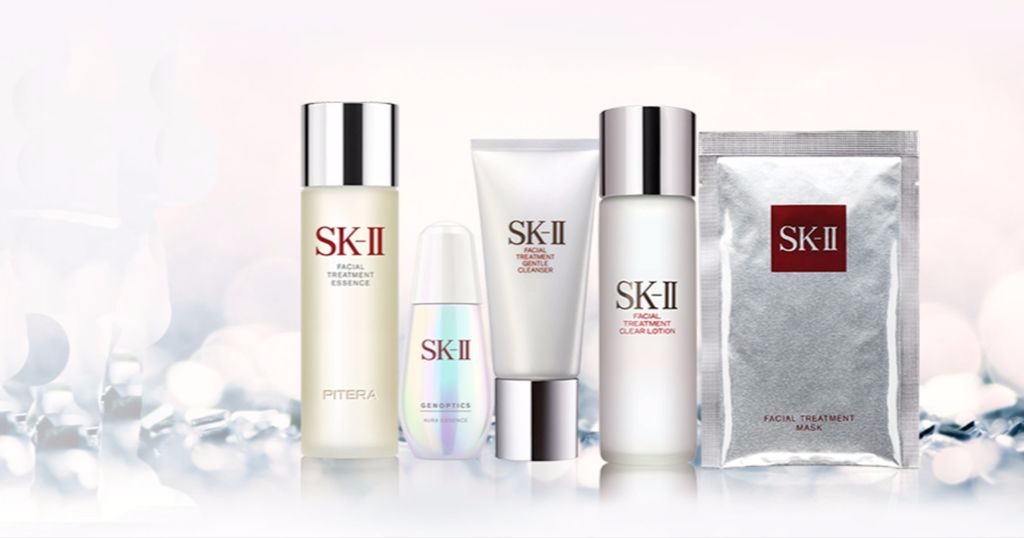 SK-II
FACIAL
TREATMENT
ESSENCE
PITERA
SK-II
GENOPTICS
AURA ESSENCE
SK-II
FACIAL
TREATMENT
GENTLE
CLEANSER
SK-II
FACIAL
TREATMENT
CLEAR LOTION
SK-II
FACIAL TREATMENT
MASK